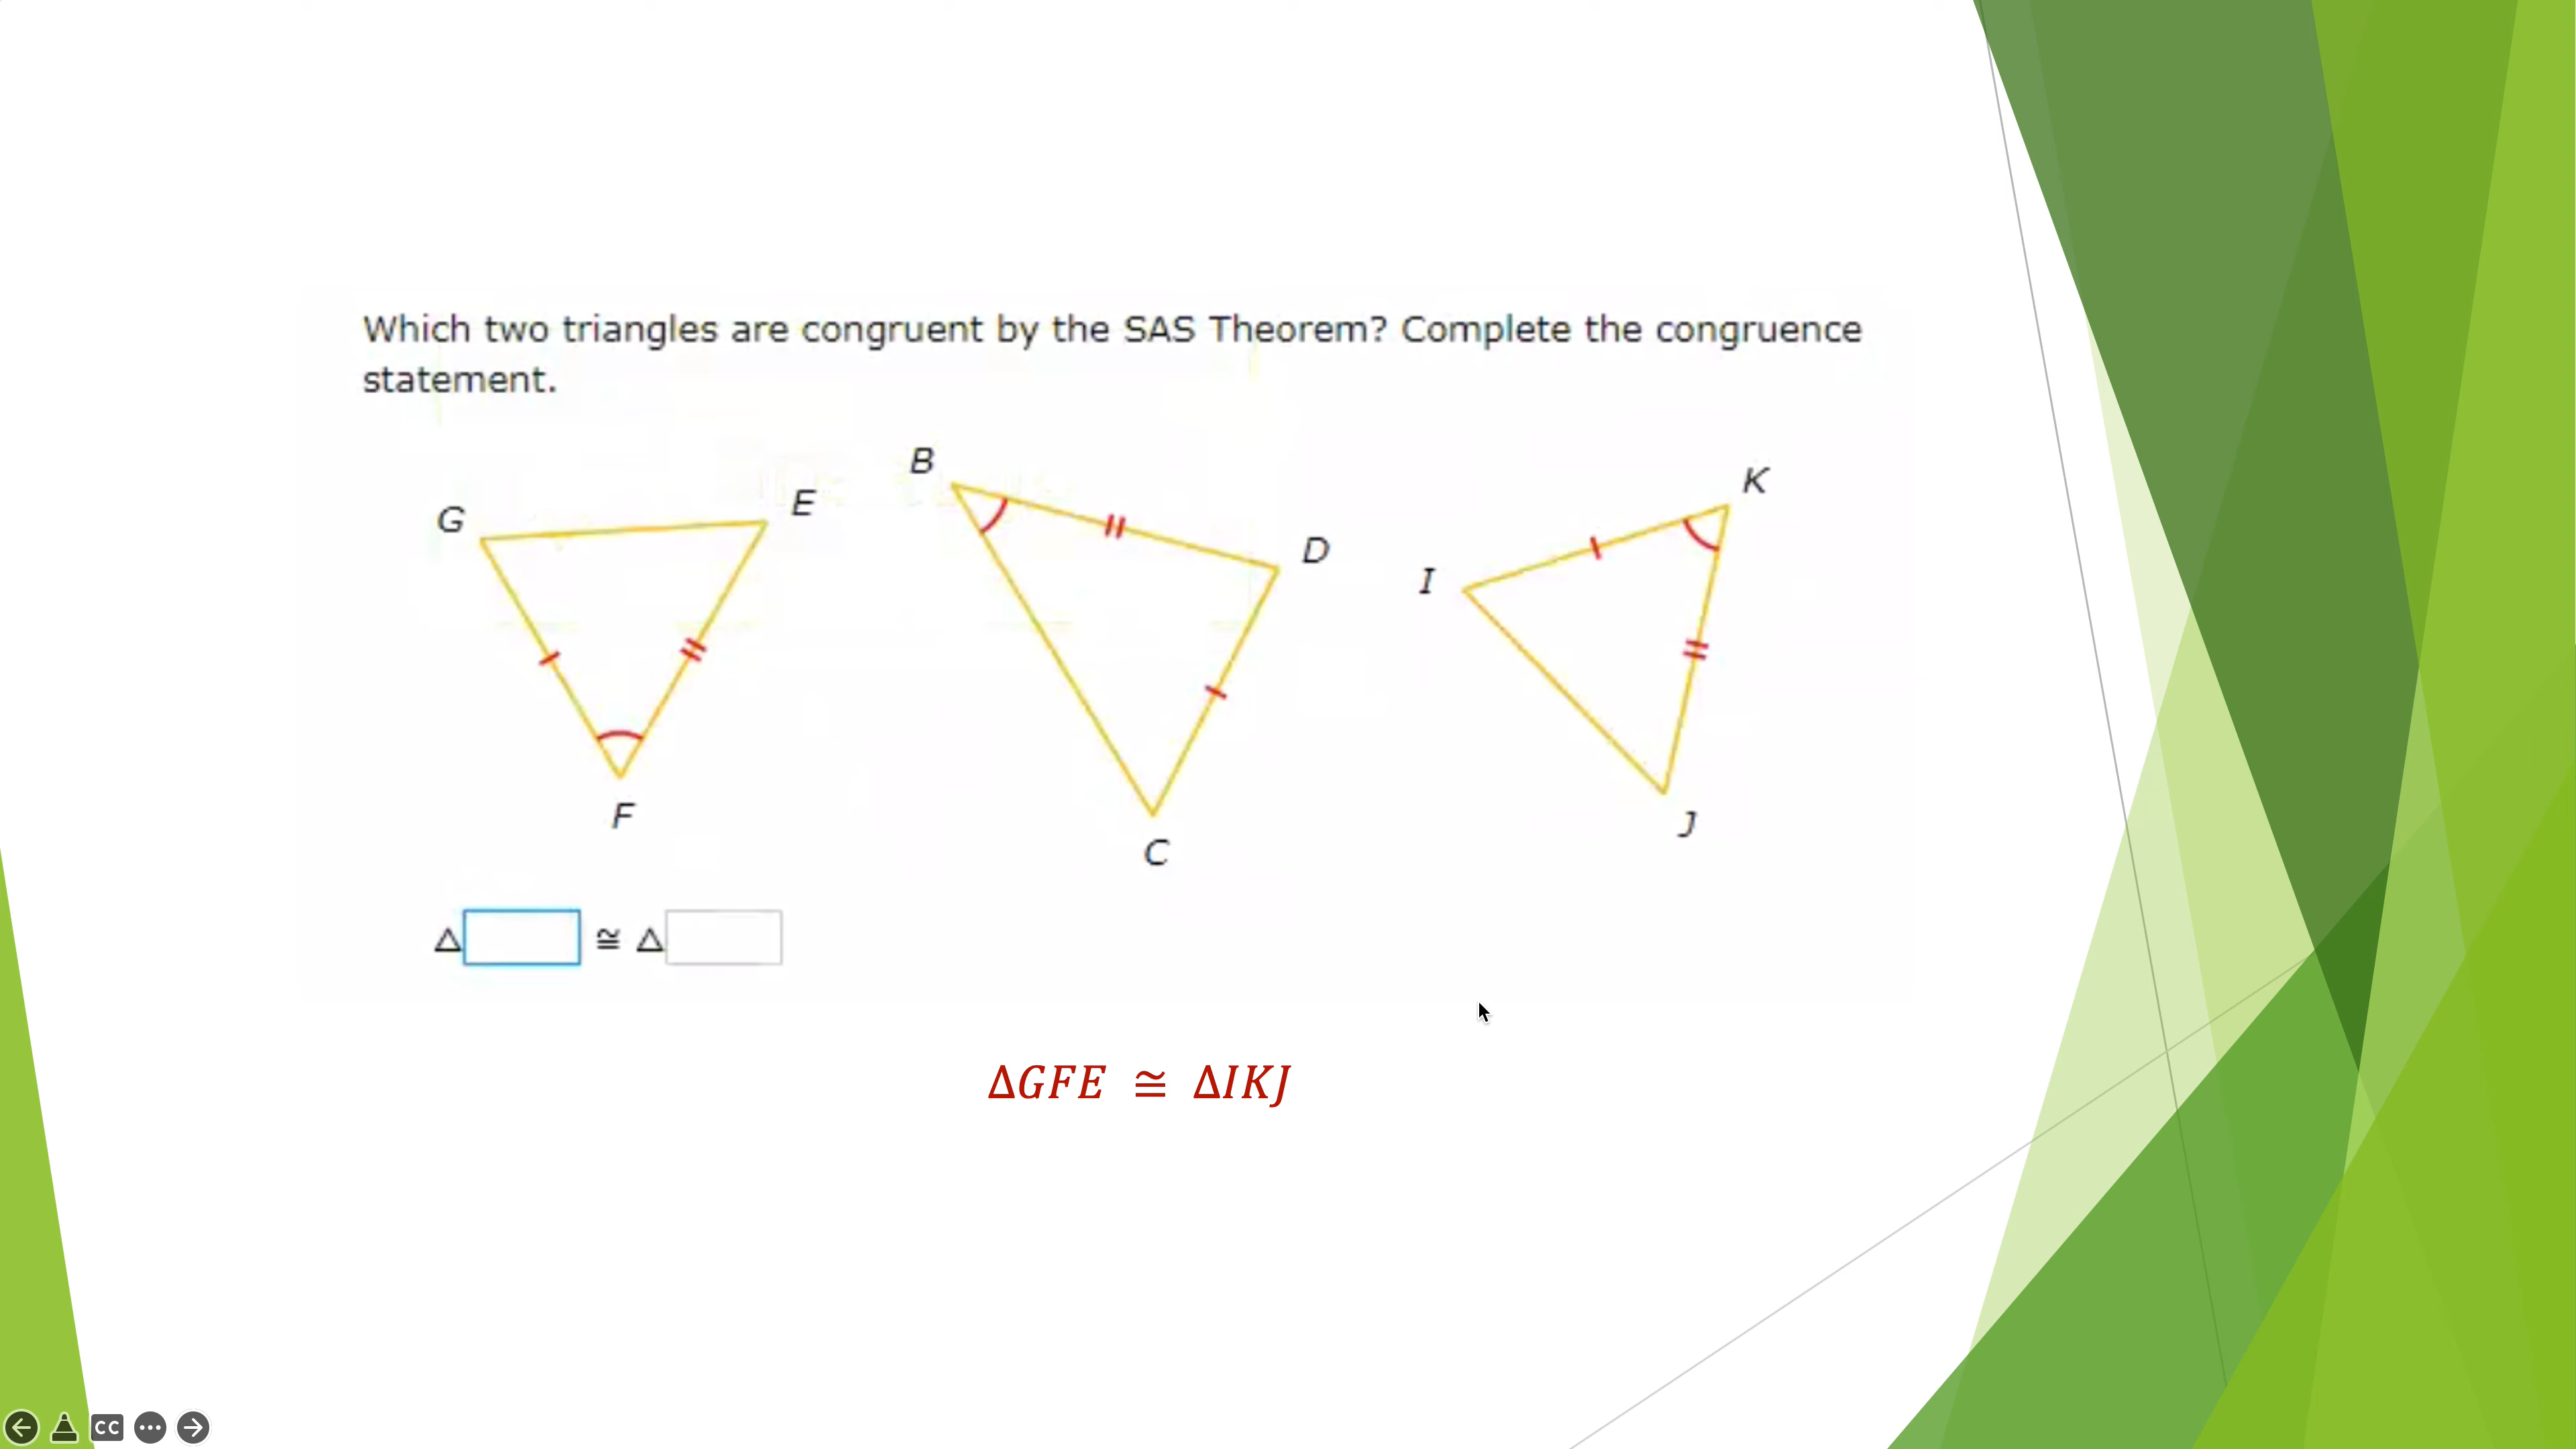 Which two triangles are congruent by the SAS Theorem? Complete the congruence
statement.
B
K
G
E
D
I
F
J
C
△ ≅ △
ΔGFE ≅ ΔIKJ
CC